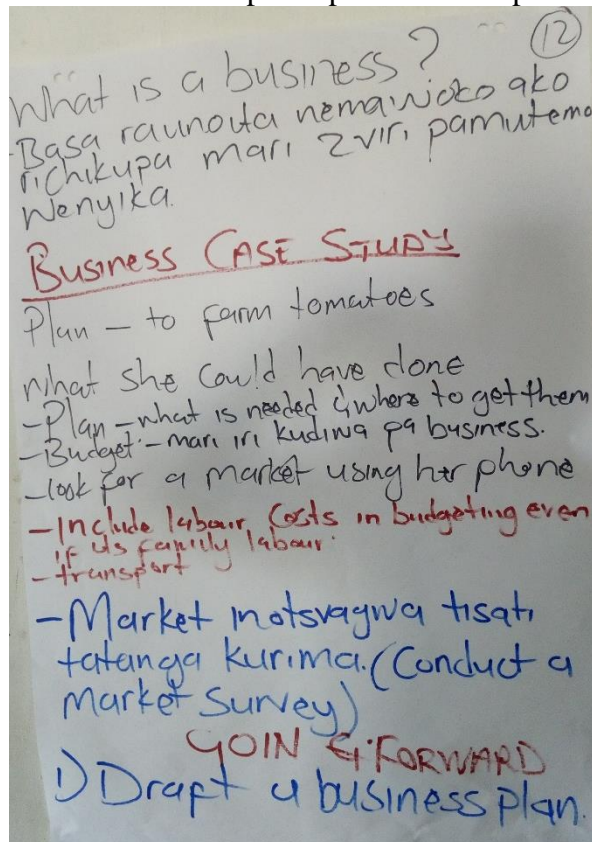 12
What is a business?
- Basa raunoita nemawoko ako
richikupa mari zviri pamutemo
wenyika.
Business CASE STUDY
Plan - to farm tomatoes
what she could have done
- Plan - what is needed & where to get them
- Budget - mari iri kudiwa pa business.
- look for a market using her phone
- Include labour costs in budgeting even
if its family labour.
- transport
- Market inotsvagwa tisati
tatanga kurima. (Conduct a
Market Survey)
GOING FORWARD
1) Draft a business plan.